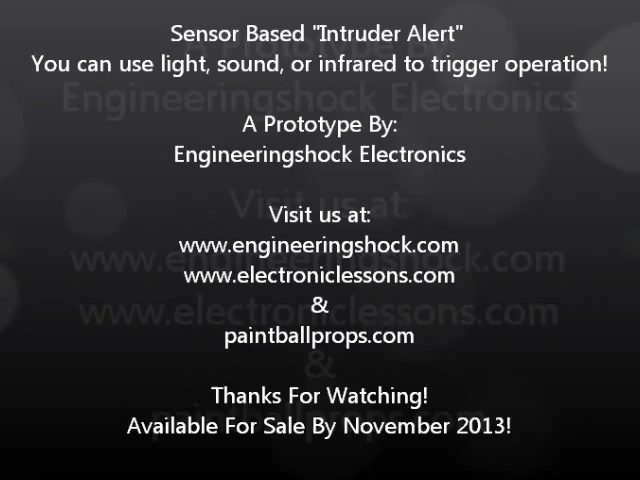 Sensor Based "Intruder Alert"
You can use light, sound, or infrared to trigger operation!
A Prototype By:
Engineeringshock Electronics
Visit us at:
www.engineeringshock.com
www.electroniclessons.com
&
paintballprops.com
Thanks For Watching!
Available For Sale By November 2013!